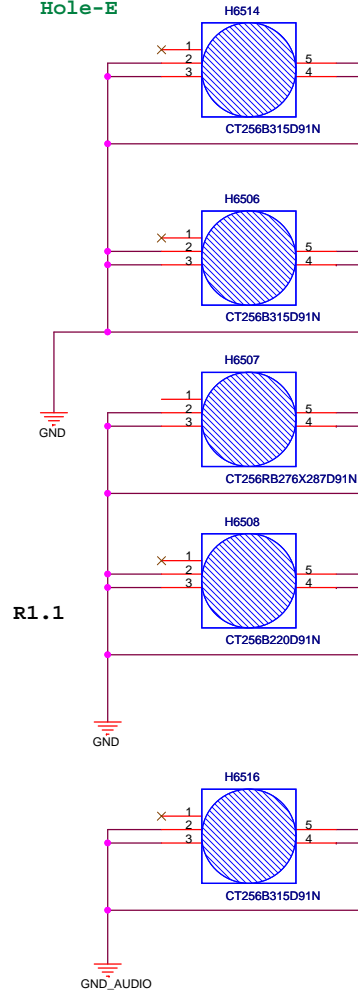 Hole-E
H6514
1
2
3
5
4
CT256B315D91N
H6506
1
2
3
5
4
CT256B315D91N
GND
H6507
1
2
3
5
4
CT256RB276X287D91N
H6508
1
2
3
5
4
CT256B220D91N
R1.1
GND
H6516
1
2
3
5
4
CT256B315D91N
GND_AUDIO